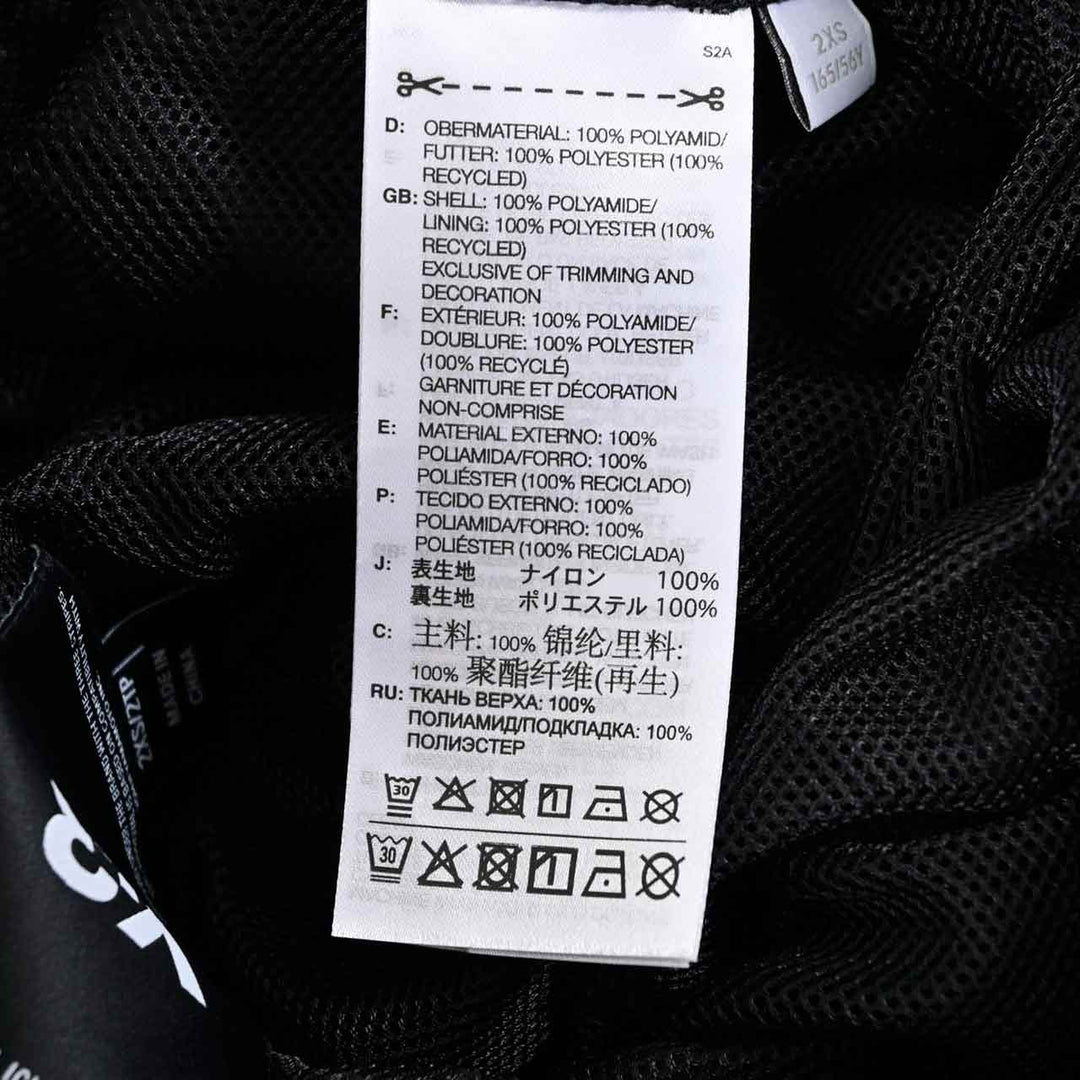 S2A
2XS
165/56Y
D: OBERMATERIAL: 100% POLYAMID/
FUTTER: 100% POLYESTER (100%
RECYCLED)
GB: SHELL: 100% POLYAMIDE/
LINING: 100% POLYESTER (100%
RECYCLED)
EXCLUSIVE OF TRIMMING AND
DECORATION
F: EXTÉRIEUR: 100% POLYAMIDE/
DOUBLURE: 100% POLYESTER
(100% RECYCLÉ)
GARNITURE ET DÉCORATION
NON-COMPRISE
E: MATERIAL EXTERNO: 100%
POLIAMIDA/FORRO: 100%
POLIÉSTER (100% RECICLADO)
P: TECIDO EXTERNO: 100%
POLIAMIDA/FORRO: 100%
POLIÉSTER (100% RECICLADA)
J: 表生地 ナイロン 100%
裏生地 ポリエステル 100%
C: 主料: 100% 锦纶/里料:
100% 聚酯纤维(再生)
RU: ТКАНЬ ВЕРХА: 100%
ПОЛИАМИД/ПОДКЛАДКА: 100%
ПОЛИЭСТЕР
30
30
2XS/2TP
MADE IN
CHINA